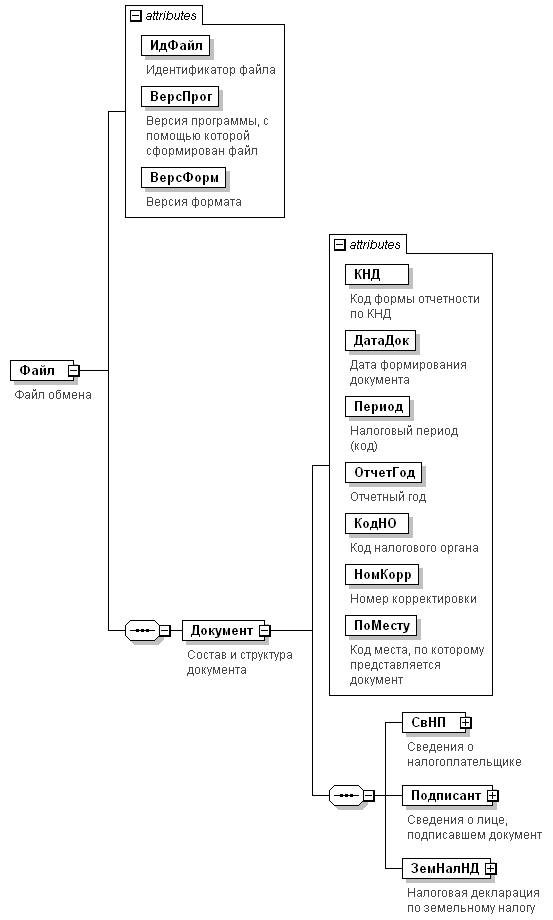 attributes
ИдФайл
Идентификатор файла
ВерсПрог
Версия программы, с
помощью которой
сформирован файл
ВерсФорм
Версия формата
Файл
Файл обмена
attributes
КНД
Код формы отчетности
по КНД
ДатаДок
Дата формирования
документа
Период
Налоговый период
(код)
ОтчетГод
Отчетный год
КодНО
Код налогового органа
НомКорр
Номер корректировки
ПоМесту
Код места, по которому
представляется
документ
Документ
Состав и структура
документа
СвНП
Сведения о
налогоплательщике
Подписант
Сведения о лице,
подписавшем документ
ЗемНалНД
Налоговая декларация
по земельному налогу